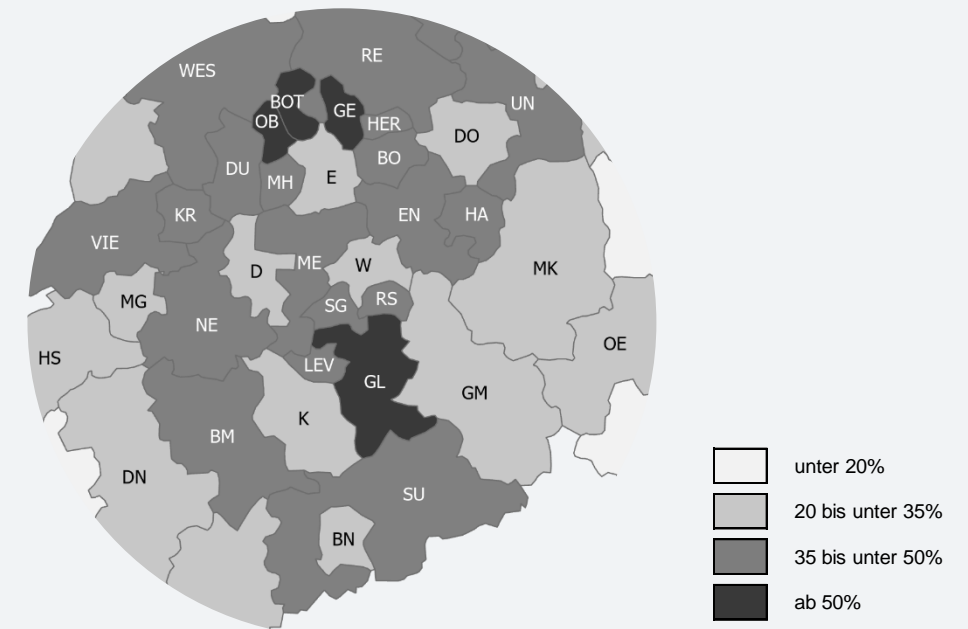 RE
WES
BOT
GE
UN
OB
HER
DO
BO
DU
MH
E
KR
EN
HA
VIE
ME
W
D
MK
MG
SG
RS
NE
OE
HS
LEV
GL
GM
K
BM
DN
SU
BN
unter 20%
20 bis unter 35%
35 bis unter 50%
ab 50%